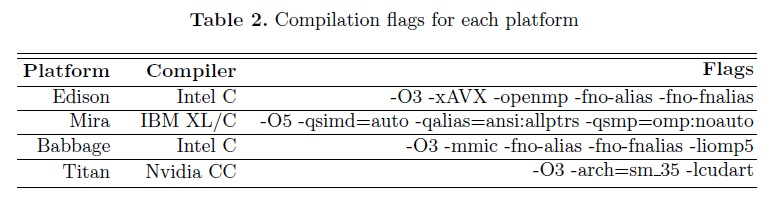 Table 2. Compilation flags for each platform
Platform Compiler Flags
Edison Intel C -O3 -xAVX -openmp -fno-alias -fno-fnalias
Mira IBM XL/C -O5 -qsimd=auto -qalias=ansi:allptrs -qsmp=omp:noauto
Babbage Intel C -O3 -mmic -fno-alias -fno-fnalias -liomp5
Titan Nvidia CC -O3 -arch=sm_35 -lcudart